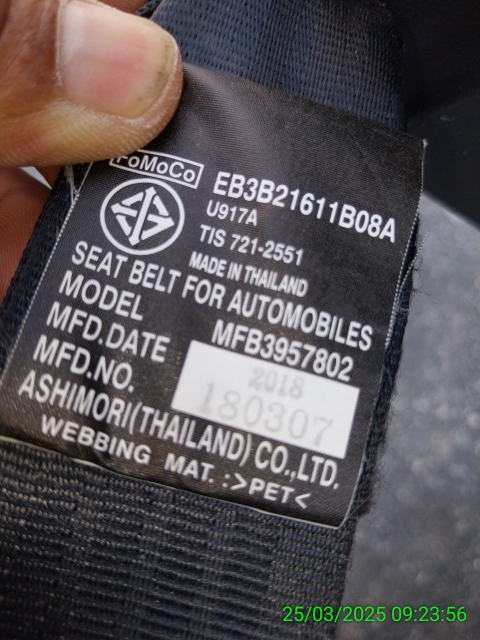 FoMoCo EB3B21611B08A
U917A
TIS 721-2551
MADE IN THAILAND
SEAT BELT FOR AUTOMOBILES
MODEL MFB3957802
MFD.DATE 2018
MFD.NO. 180307
ASHIMORI(THAILAND) CO.,LTD.
WEBBING MAT. :>PET<
25/03/2025 09:23:56